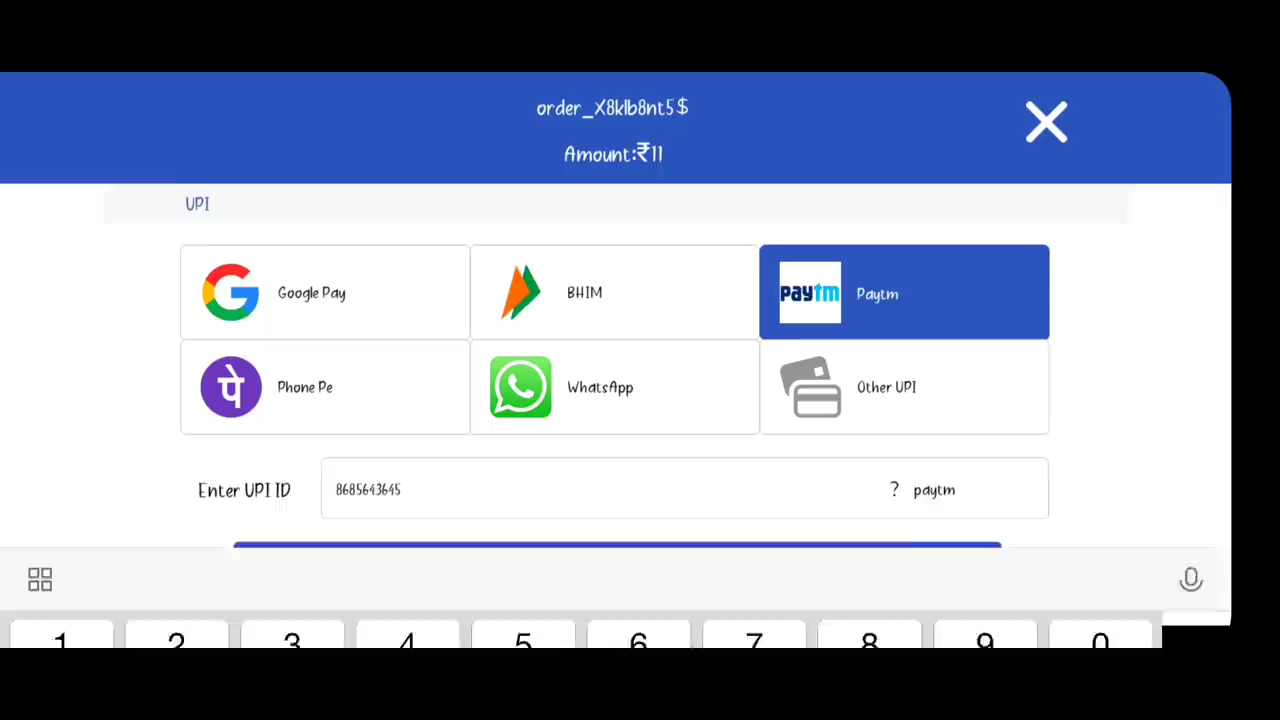 order_X8klb8nt5$
Amount:₹11
UPI
Google Pay
BHIM
paytm Paytm
पे Phone Pe
WhatsApp
Other UPI
Enter UPI ID 8685643645 ? paytm
1 2 3 4 5 6 7 8 9 0